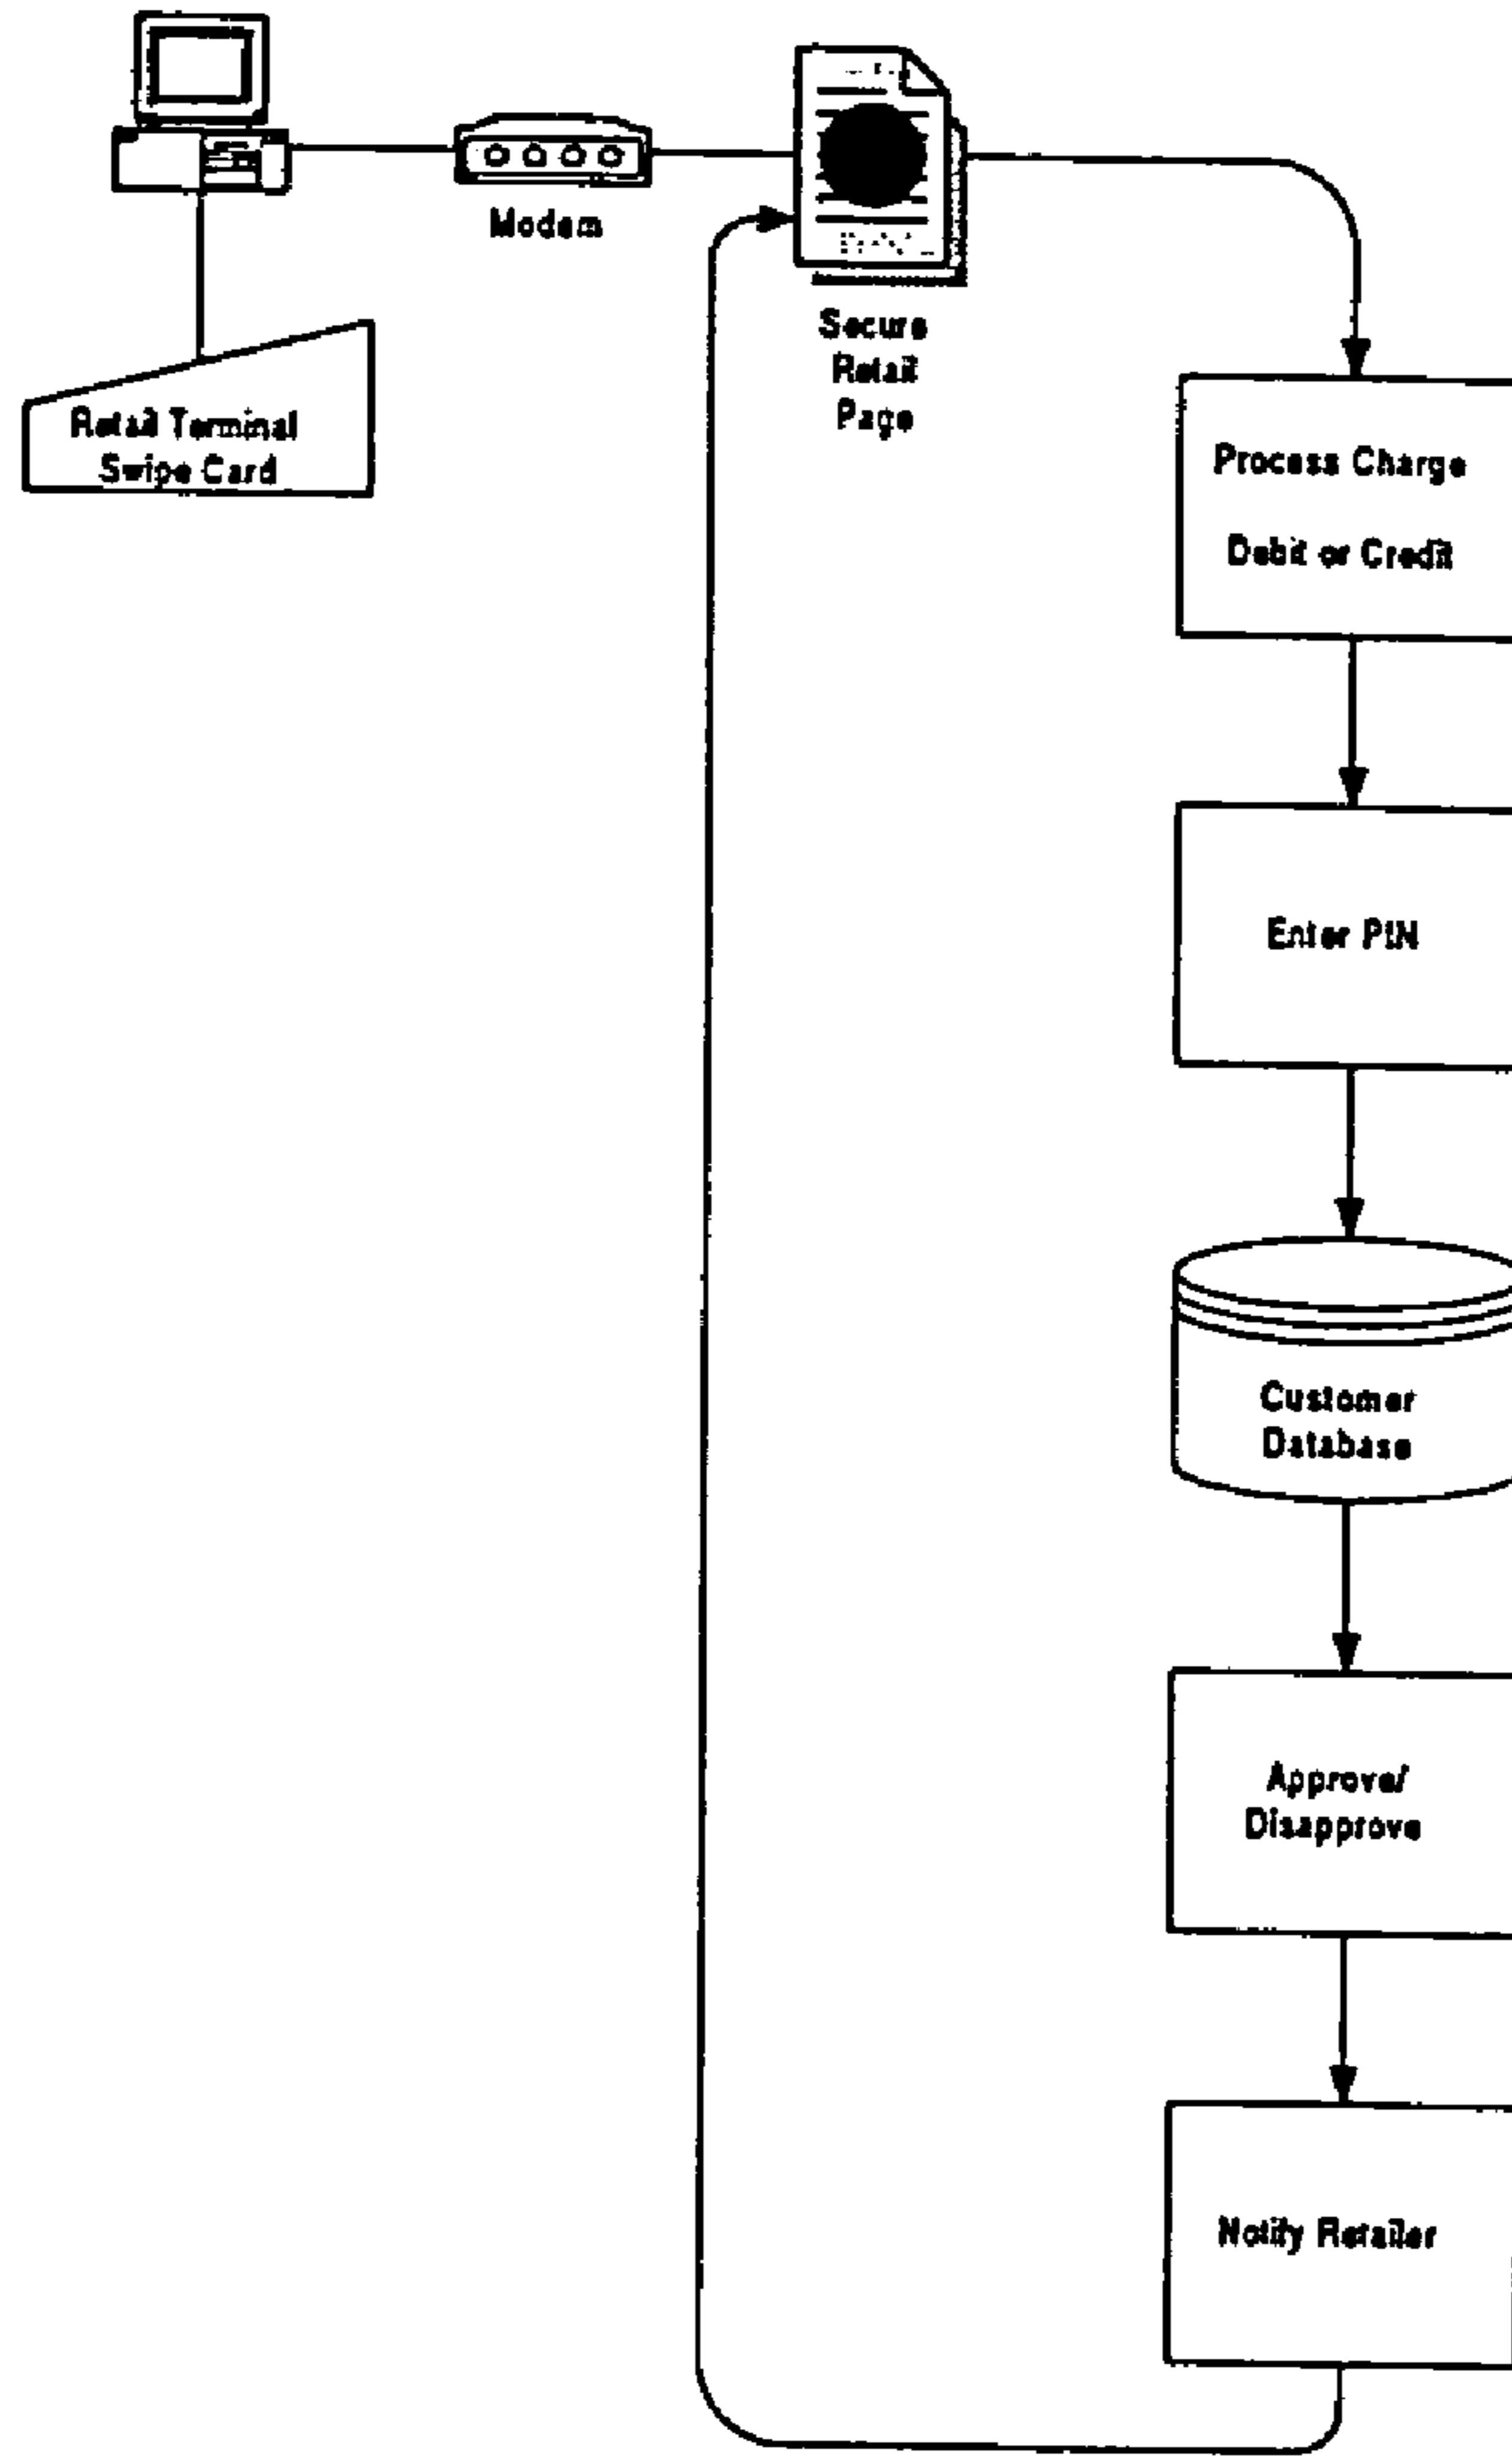 Modem
Secure
Retail
Page
Retail Terminal
Swipe Card
Process Charge
Debit or Credit
Enter PIN
Customer
Database
Approve/
Disapprove
Notify Retailer